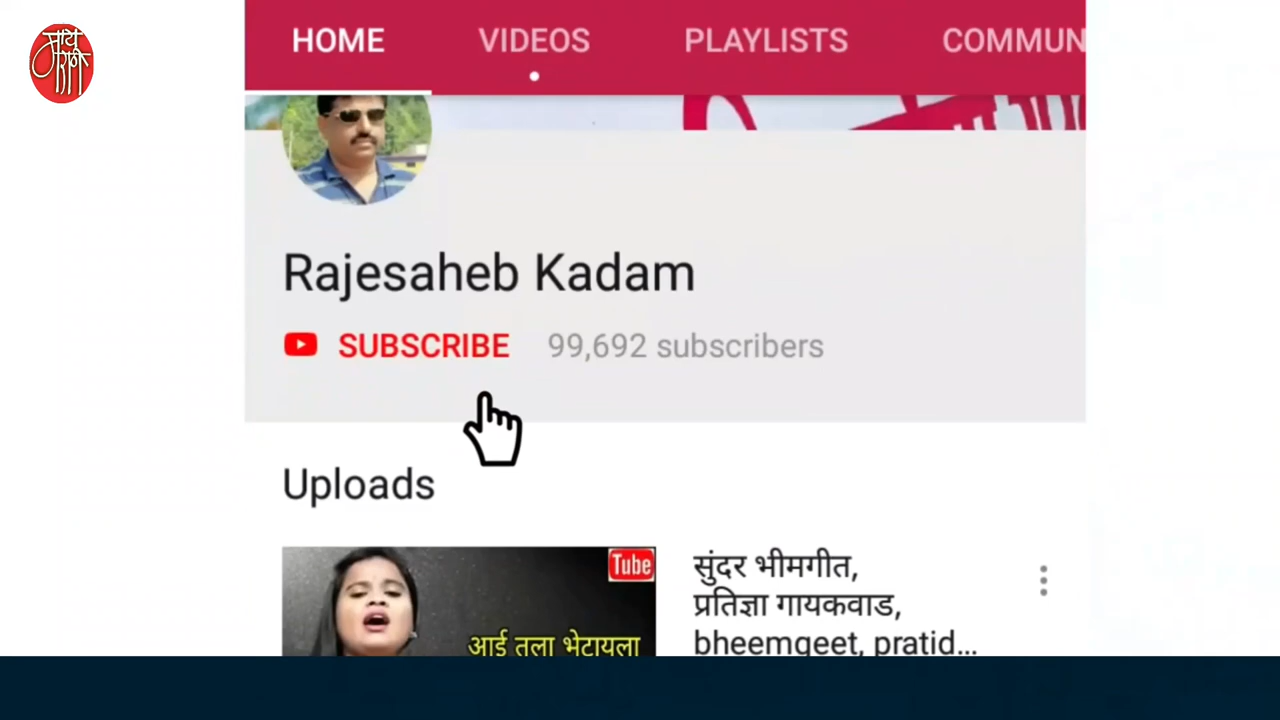 HOME VIDEOS PLAYLISTS COMMUN
Rajesaheb Kadam
SUBSCRIBE 99,692 subscribers
Uploads
Tube
आई तुला भेटायला
सुंदर भीमगीत,
प्रतिज्ञा गायकवाड,
bheemgeet, pratid...